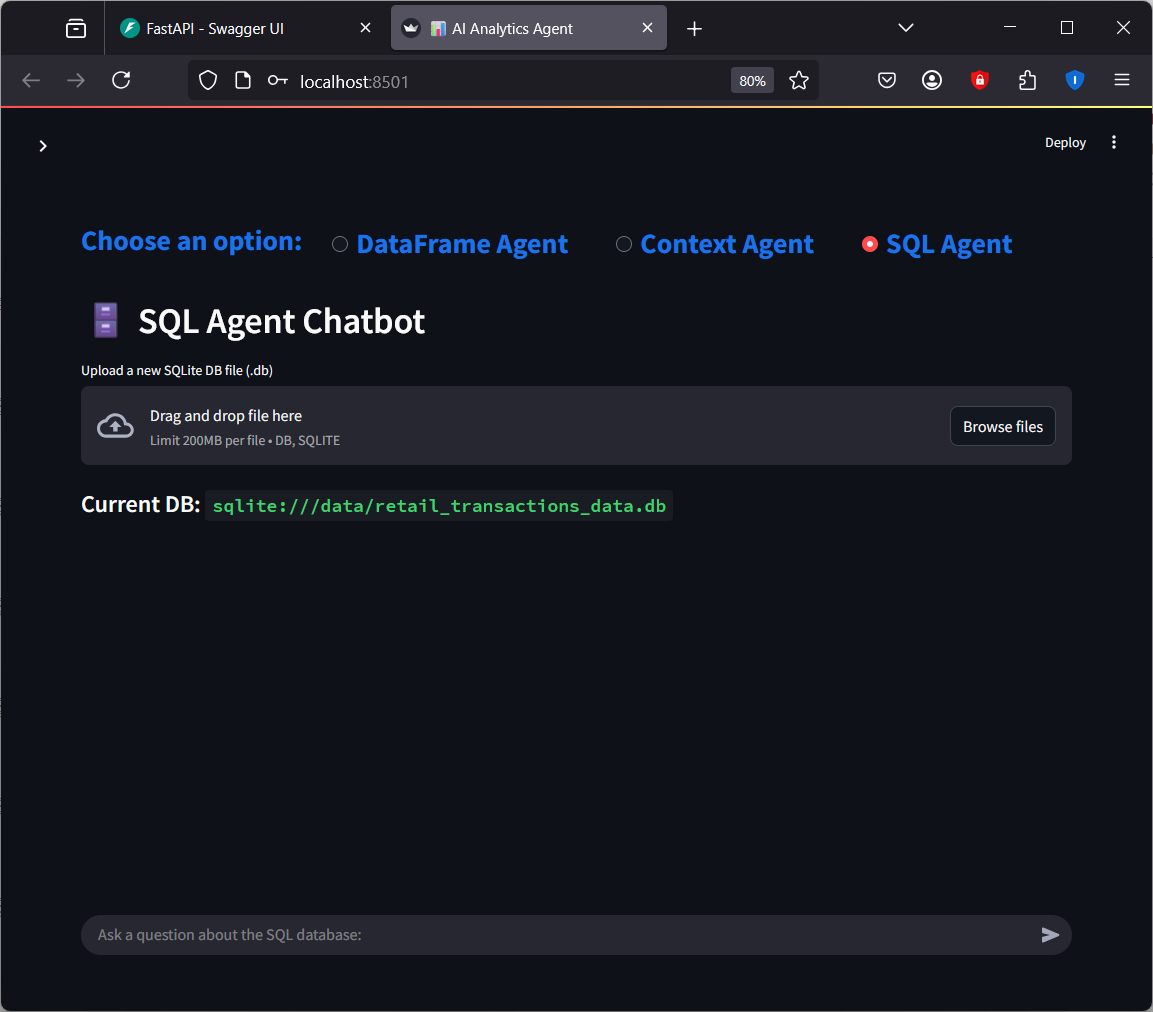 FastAPI - Swagger UI
AI Analytics Agent
localhost:8501
80%
Deploy
Choose an option:
DataFrame Agent
Context Agent
SQL Agent
SQL Agent Chatbot
Upload a new SQLite DB file (.db)
Drag and drop file here
Limit 200MB per file • DB, SQLITE
Browse files
Current DB: sqlite:///data/retail_transactions_data.db
Ask a question about the SQL database: